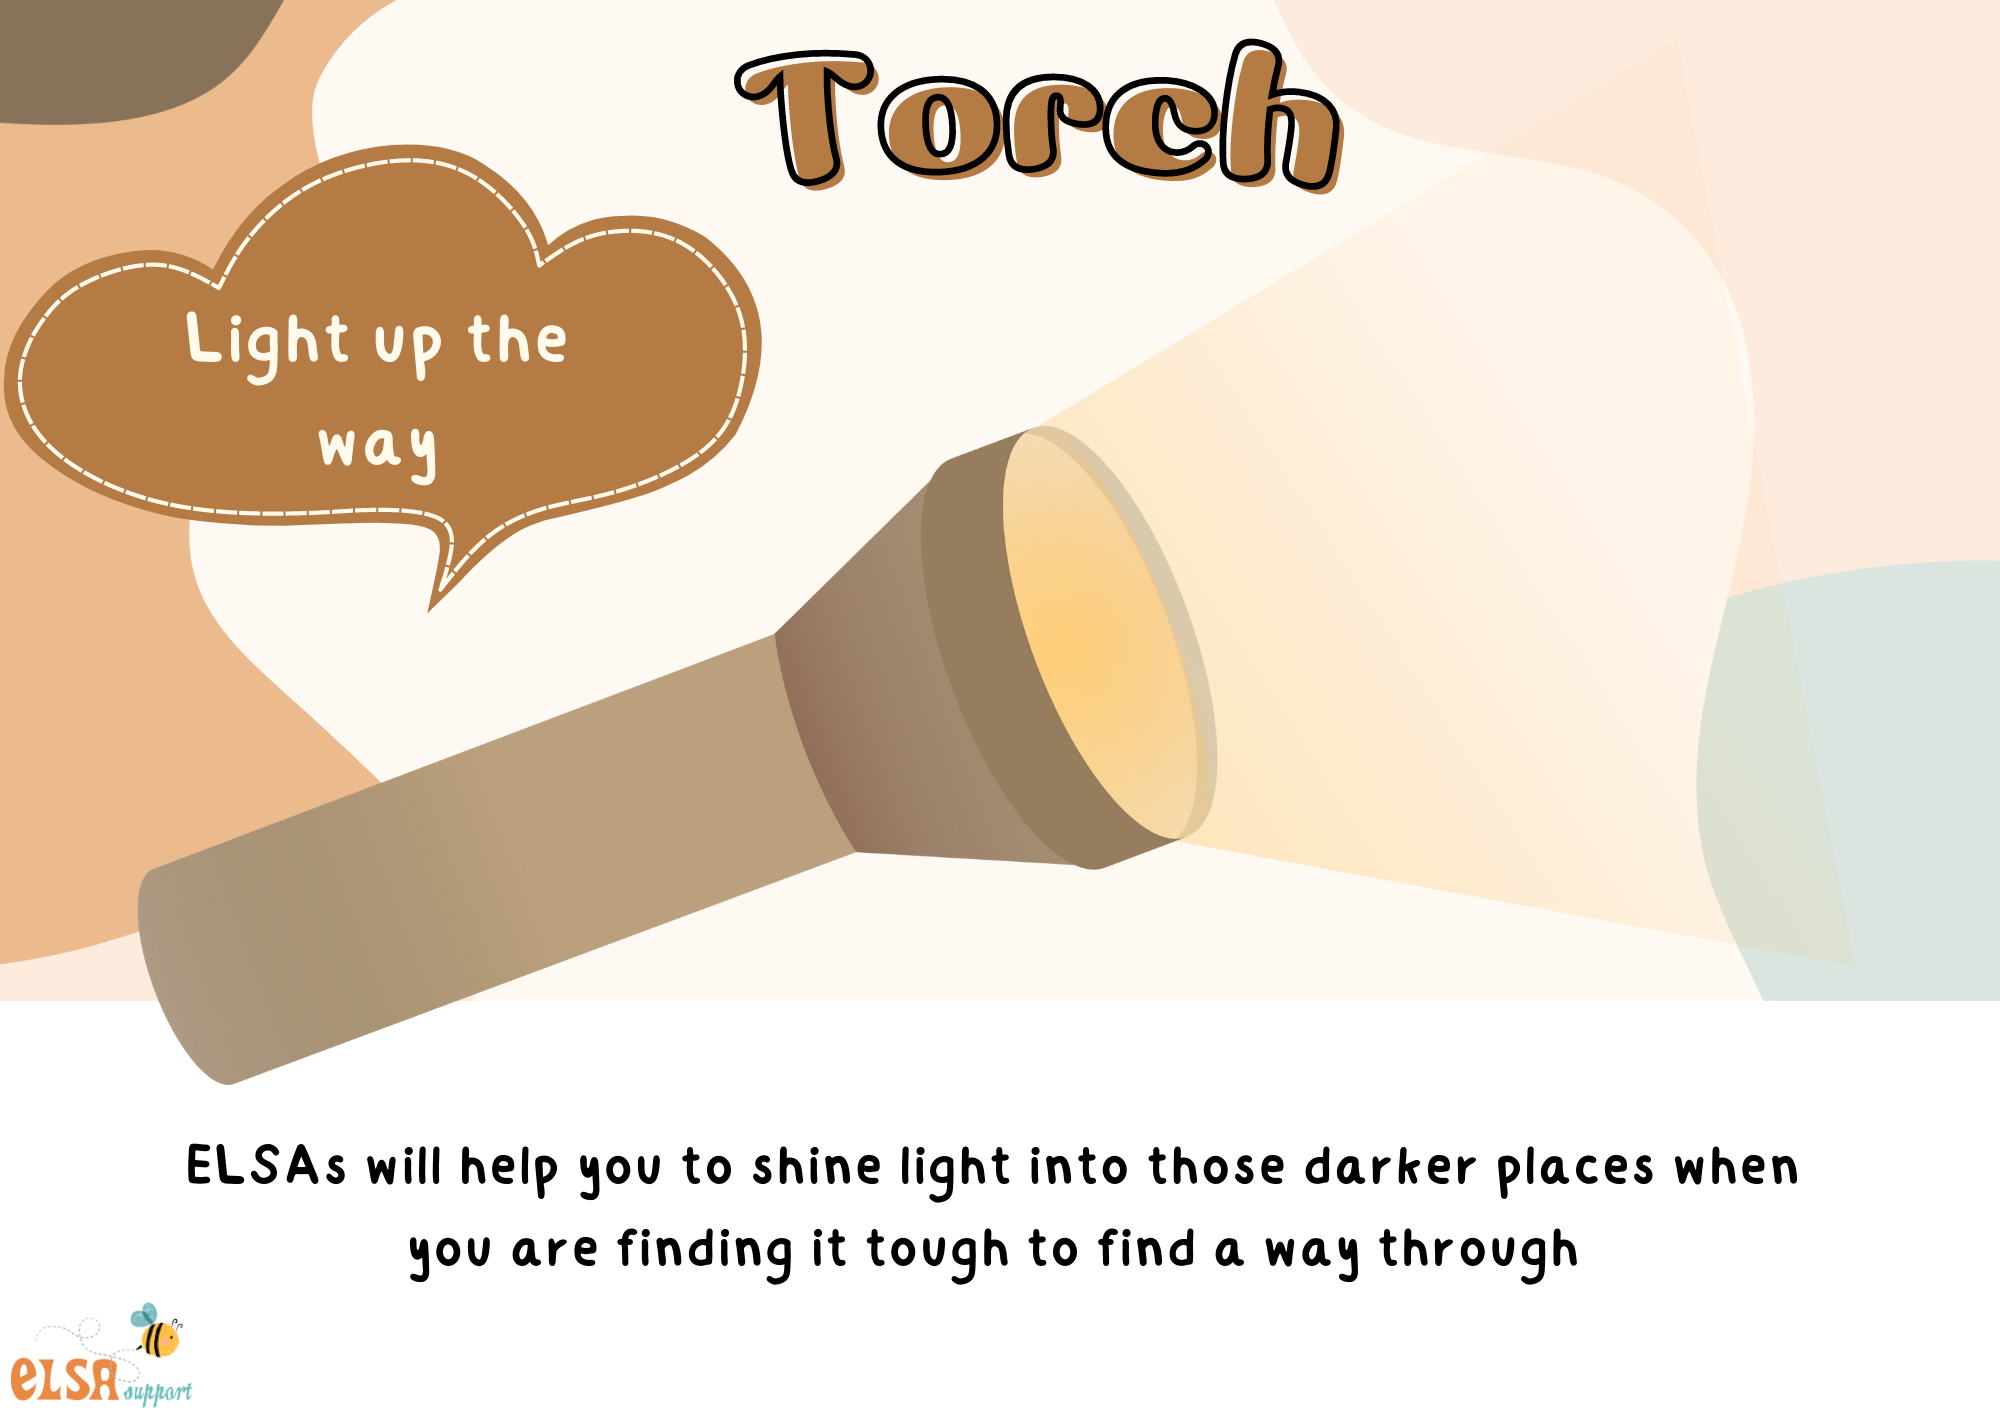 Torch
Light up the
way
ELSAs will help you to shine light into those darker places when
you are finding it tough to find a way through
eLSA support